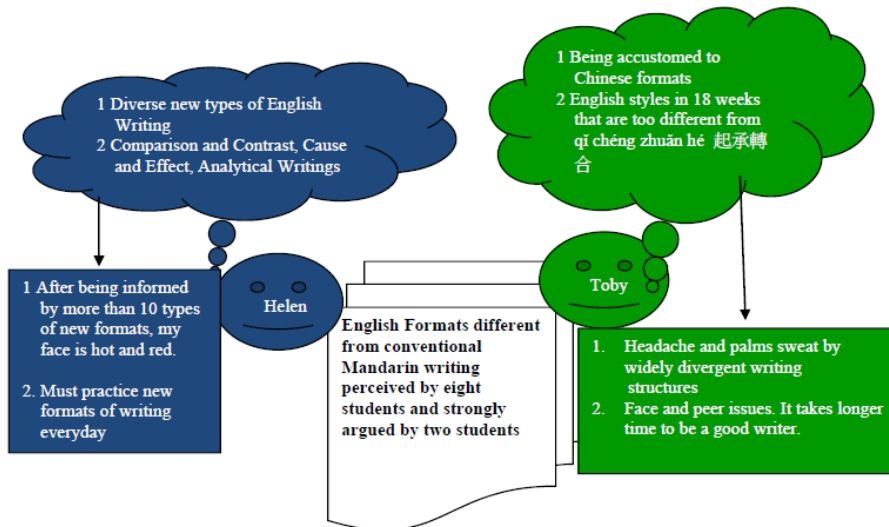 1 Diverse new types of English
Writing
2 Comparison and Contrast, Cause
and Effect, Analytical Writings
1 Being accustomed to
Chinese formats
2 English styles in 18 weeks
that are too different from
qǐ chéng zhuǎn hé 起承轉
合
Helen
Toby
1 After being informed
by more than 10 types
of new formats, my
face is hot and red.
2. Must practice new
formats of writing
everyday
English Formats different
from conventional
Mandarin writing
perceived by eight
students and strongly
argued by two students
1. Headache and palms sweat by
widely divergent writing
structures
2. Face and peer issues. It takes longer
time to be a good writer.